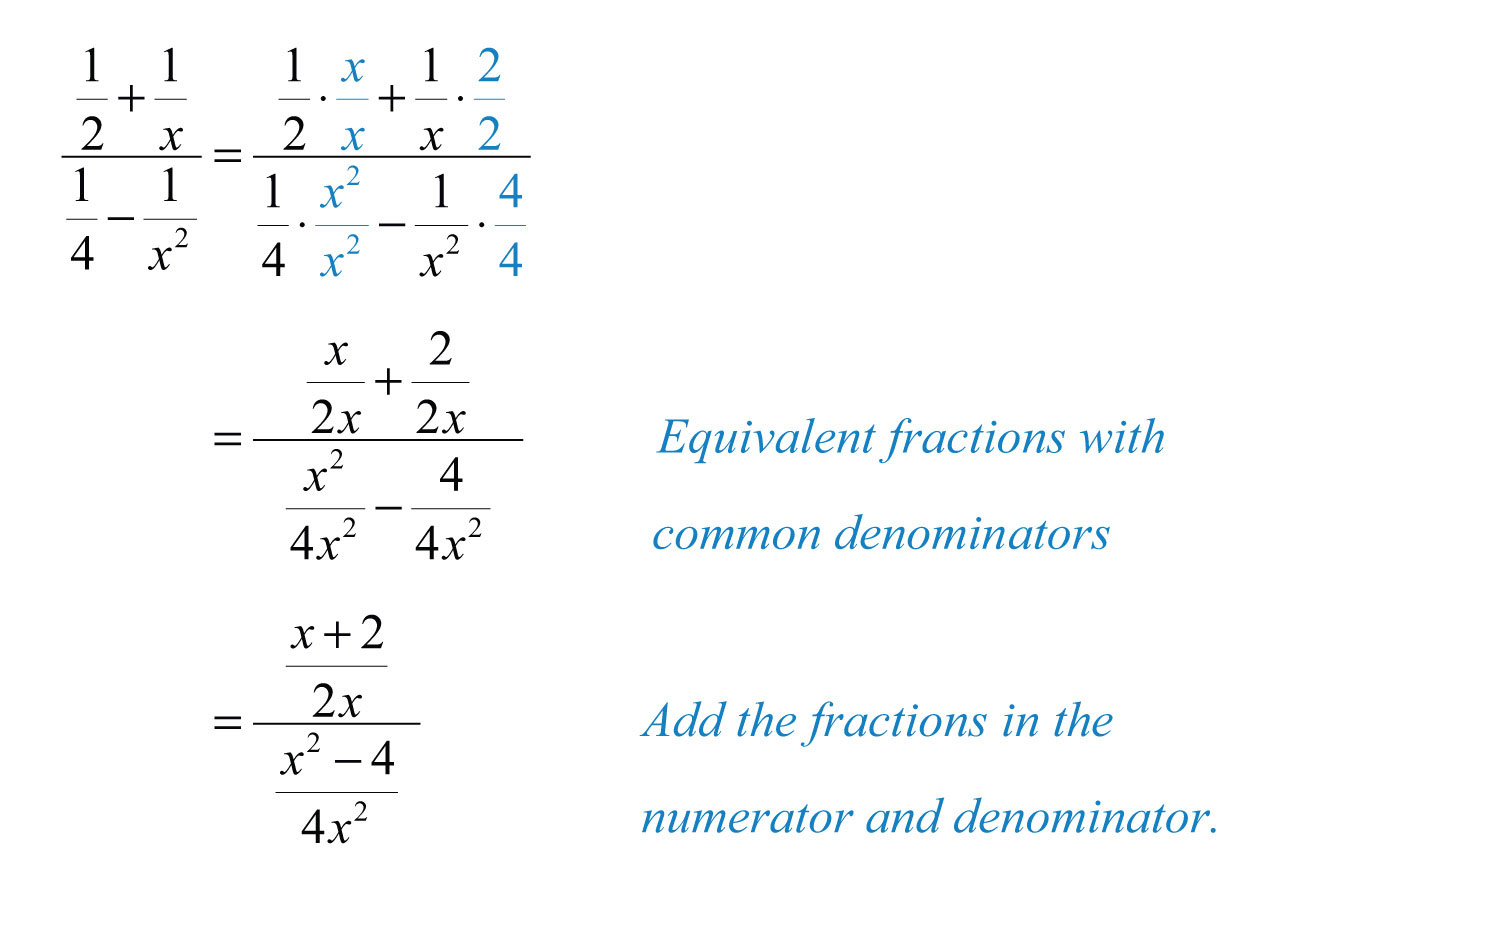 \frac{\frac{1}{2}+\frac{1}{x}}{\frac{1}{4}-\frac{1}{x^2}} = \frac{\frac{1}{2}\cdot\frac{x}{x}+\frac{1}{x}\cdot\frac{2}{2}}{\frac{1}{4}\cdot\frac{x^2}{x^2}-\frac{1}{x^2}\cdot\frac{4}{4}}
= \frac{\frac{x}{2x}+\frac{2}{2x}}{\frac{x^2}{4x^2}-\frac{4}{4x^2}} Equivalent fractions with
common denominators
= \frac{\frac{x+2}{2x}}{\frac{x^2-4}{4x^2}} Add the fractions in the
numerator and denominator.